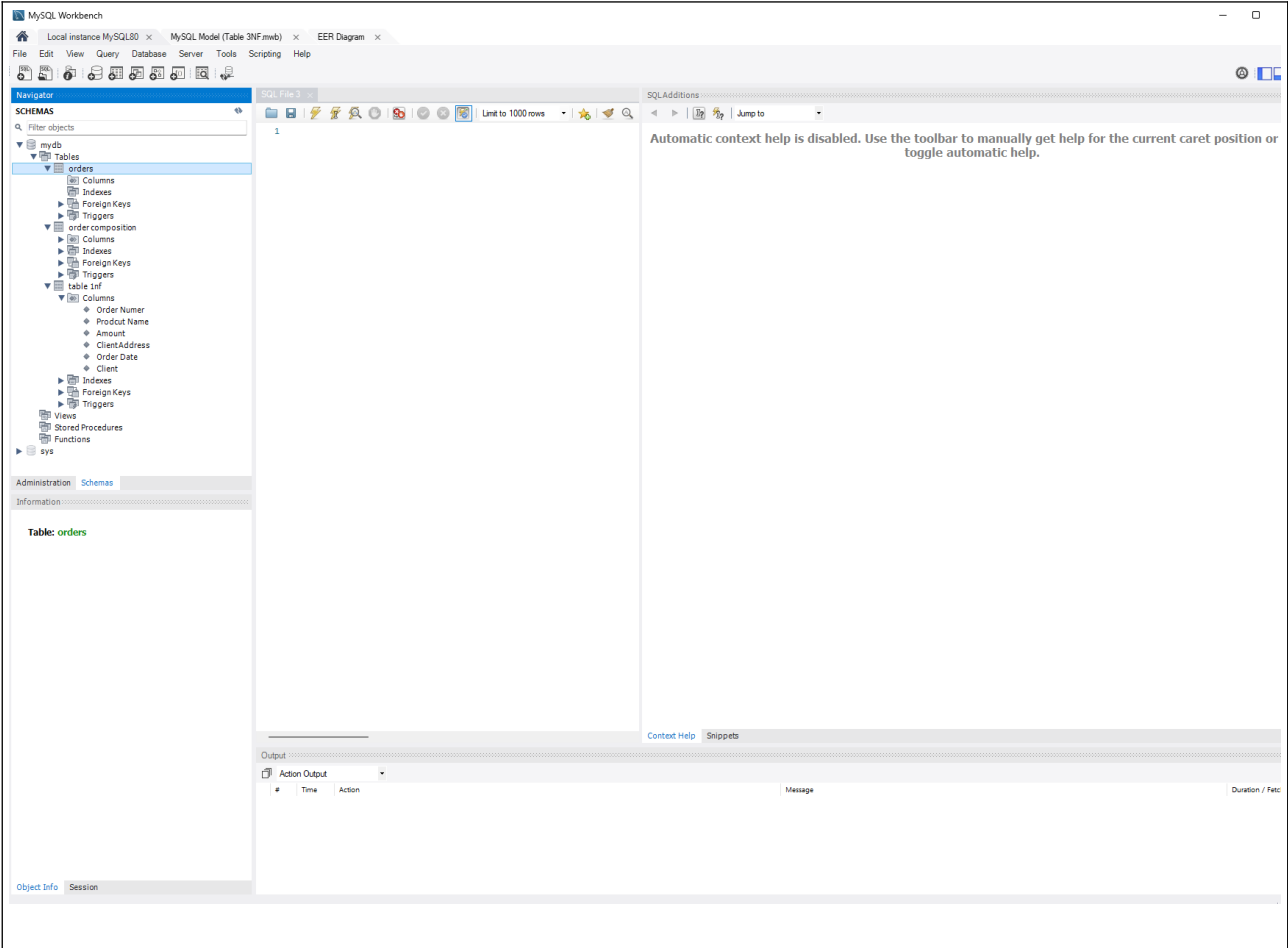 MySQL Workbench
Local instance MySQL80 MySQL Model (Table 3NF.mwb) EER Diagram
File Edit View Query Database Server Tools Scripting Help
Navigator
SCHEMAS
Filter objects
mydb
Tables
orders
Columns
Indexes
Foreign Keys
Triggers
order composition
Columns
Indexes
Foreign Keys
Triggers
table 1nf
Columns
Order Numer
Prodcut Name
Amount
ClientAddress
Order Date
Client
Indexes
Foreign Keys
Triggers
Views
Stored Procedures
Functions
sys
Administration Schemas
Information
Table: orders
Object Info Session
SQL File 3
Limit to 1000 rows
1
SQLAdditions
Jump to
Automatic context help is disabled. Use the toolbar to manually get help for the current caret position or
toggle automatic help.
Context Help Snippets
Output
Action Output
# Time Action Message Duration / Fetc